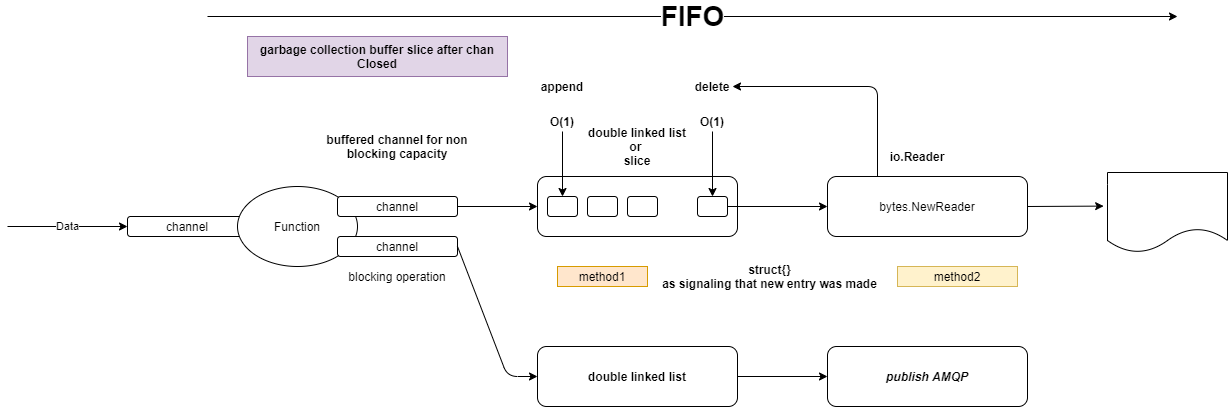 FIFO
garbage collection buffer slice after chan
Closed
append
delete
O(1)
O(1)
buffered channel for non
blocking capacity
double linked list
or
slice
io.Reader
Data
channel
Function
channel
channel
blocking operation
bytes.NewReader
method1
struct{}
as signaling that new entry was made
method2
double linked list
publish AMQP